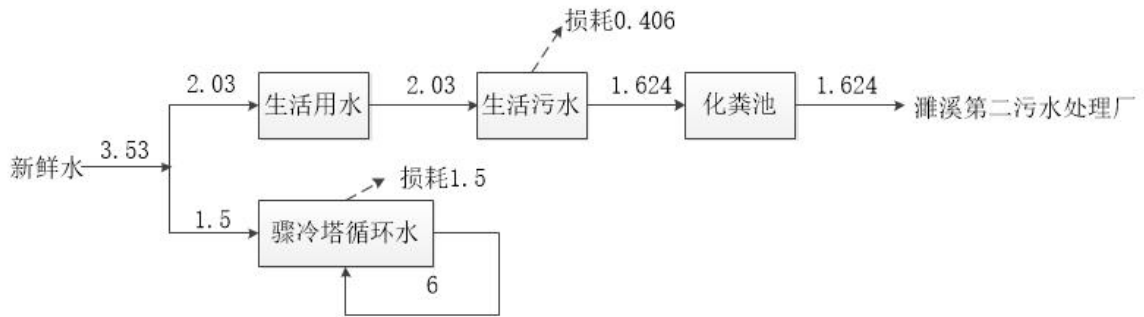 损耗0.406
2.03
生活用水
2.03
生活污水
1.624
化粪池
1.624
濉溪第二污水处理厂
新鲜水
3.53
损耗1.5
1.5
骤冷塔循环水
6